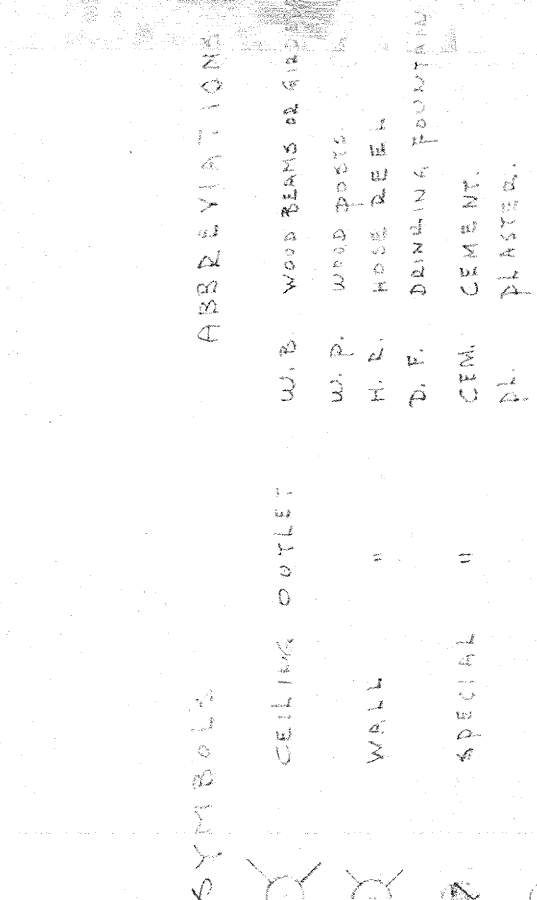 SYMBOLS
CEILING OUTLET
WALL "
SPECIAL "
ABBREVIATIONS
W. B. WOOD BEAMS OR
W. P. WOOD POSTS.
H. R. HOSE REEL
D. F. DRINKING FOUNTAIN
CEM. CEMENT.
PL. PLASTER.